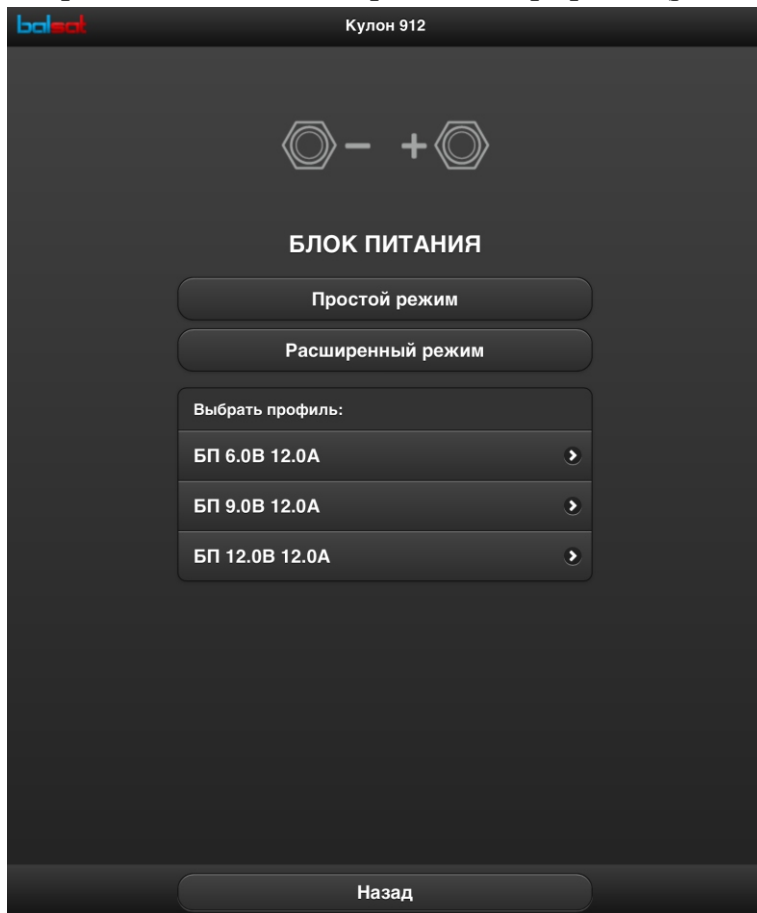 balsat
Кулон 912
БЛОК ПИТАНИЯ
Простой режим
Расширенный режим
Выбрать профиль:
БП 6.0В 12.0А
БП 9.0В 12.0А
БП 12.0В 12.0А
Назад